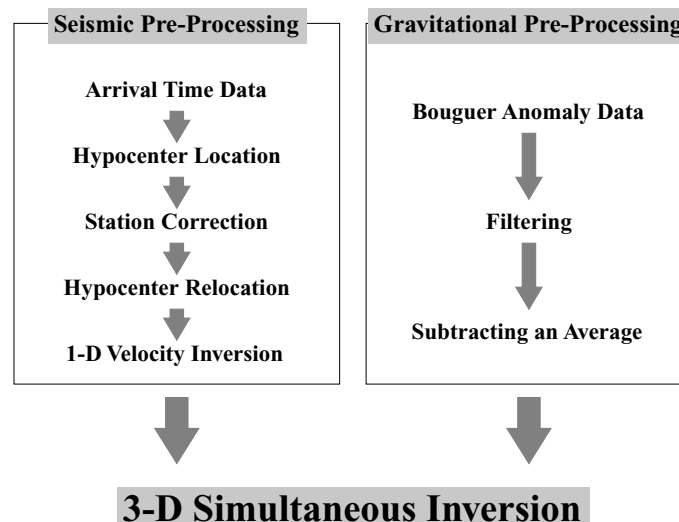 Seismic Pre-Processing
Arrival Time Data
Hypocenter Location
Station Correction
Hypocenter Relocation
1-D Velocity Inversion
Gravitational Pre-Processing
Bouguer Anomaly Data
Filtering
Subtracting an Average
3-D Simultaneous Inversion